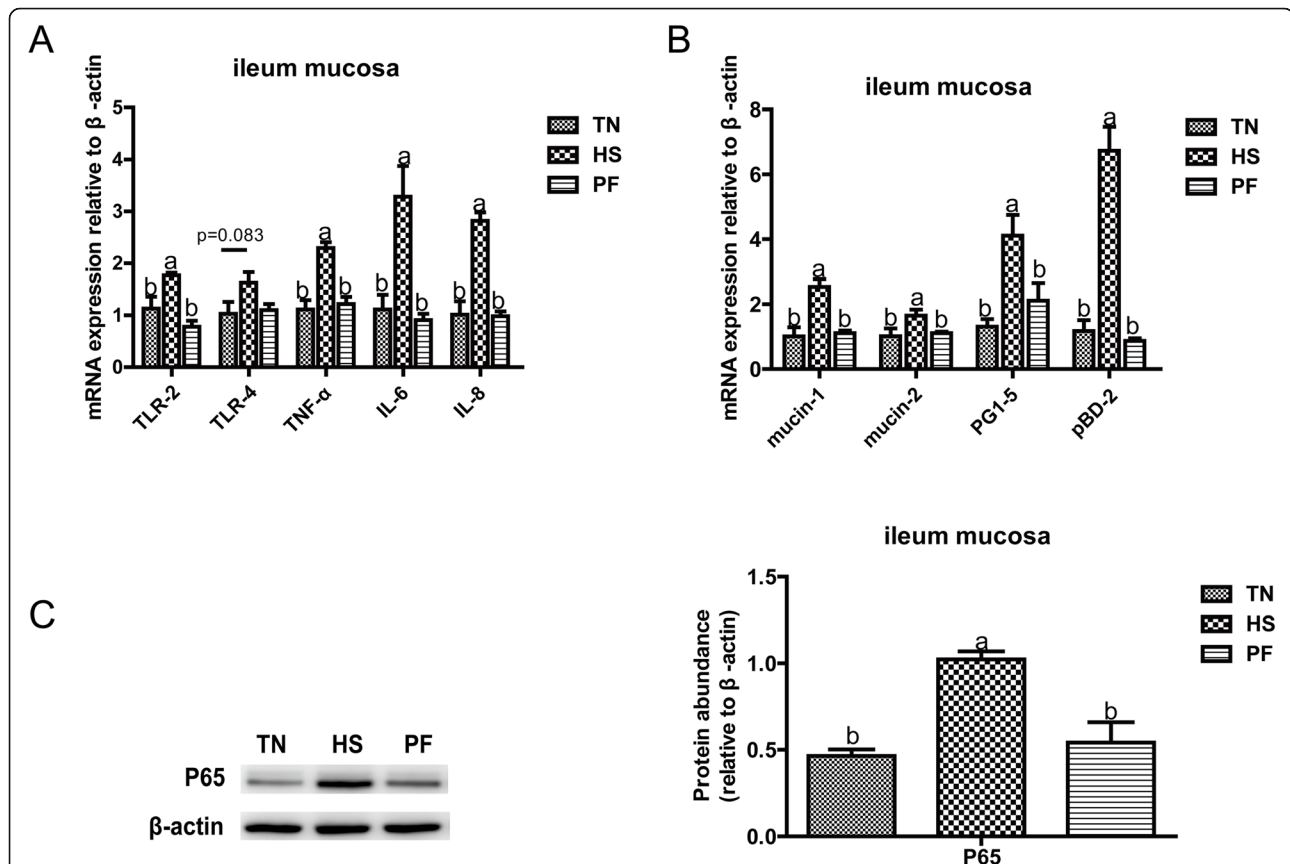 A
ileum mucosa
mRNA expression relative to β -actin
5
4
3
2
1
0
b a b
p=0.083
b a b
b a b
b a b
TLR-2 TLR-4 TNF-α IL-6 IL-8
TN
HS
PF
B
ileum mucosa
mRNA expression relative to β -actin
8
6
4
2
0
b a b
b a b
b a b
b a b
mucin-1 mucin-2 PG1-5 pBD-2
TN
HS
PF
C
TN HS PF
P65
β-actin
ileum mucosa
Protein abundance
(relative to β -actin)
1.5
1.0
0.5
0.0
b a b
P65
TN
HS
PF